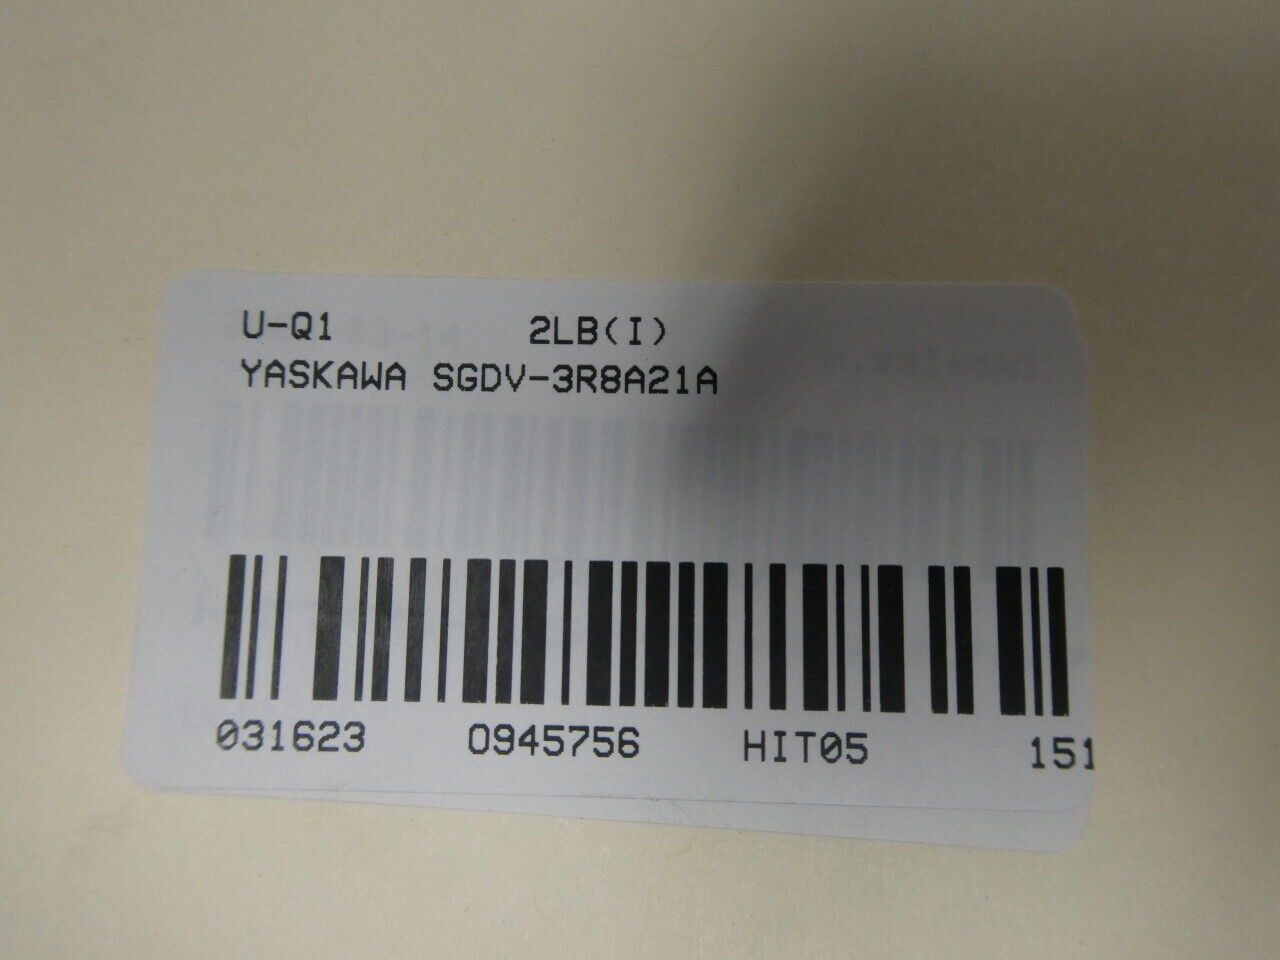 U-Q1 2LB(I)
YASKAWA SGDV-3R8A21A
031623 0945756 HIT05 151